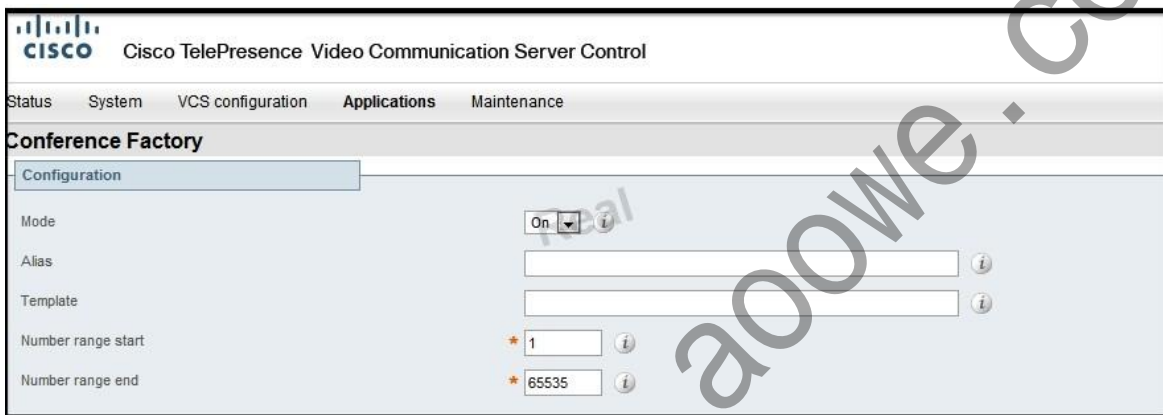 CISCO Cisco TelePresence Video Communication Server Control
Status System VCS configuration Applications Maintenance
Conference Factory
Configuration
Mode On i
Alias i
Template i
Number range start * 1 i
Number range end * 65535 i
Real
aoowe.co